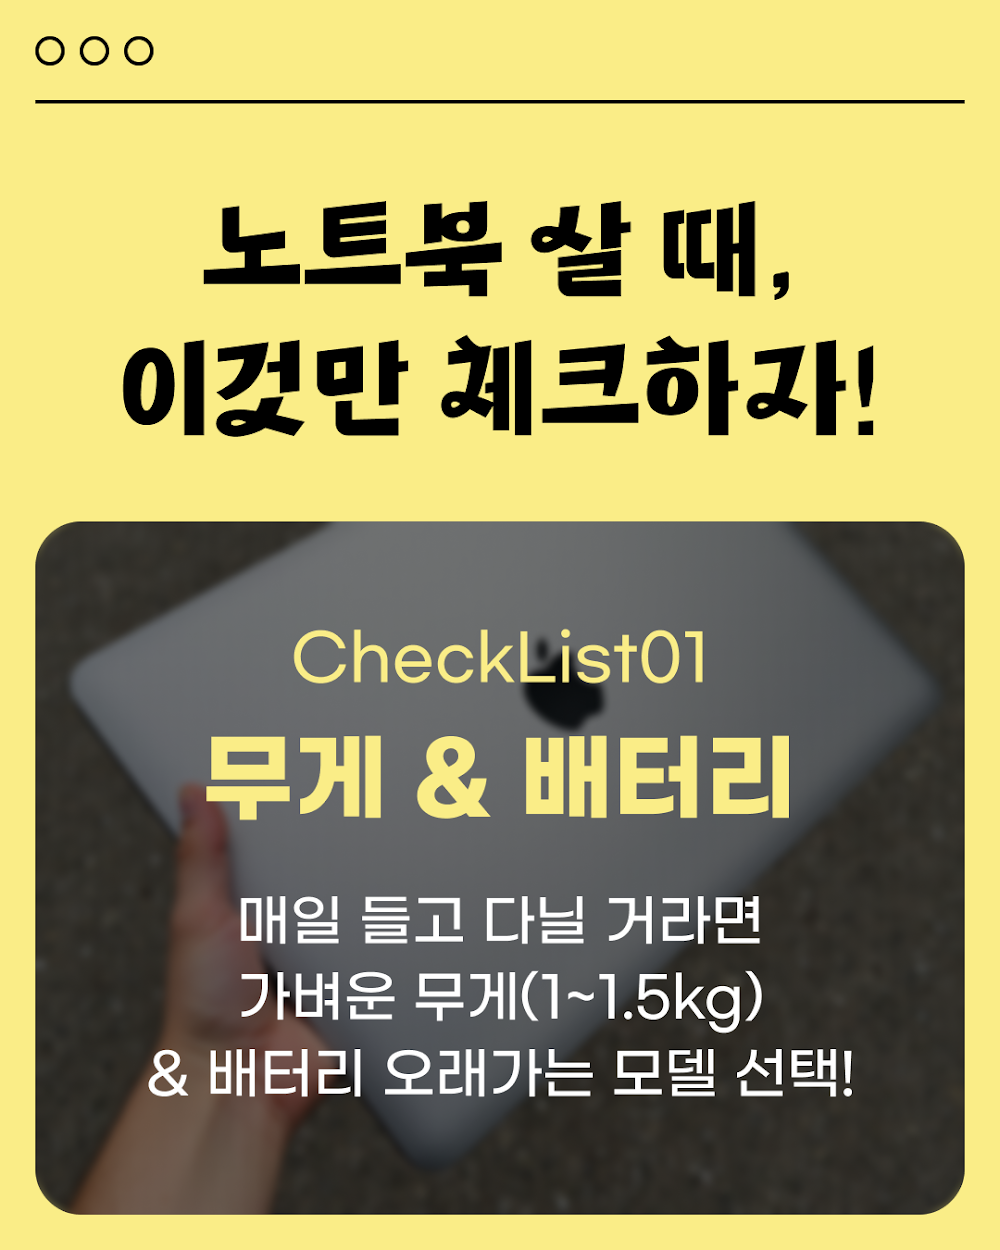 노트북 살 때,
이것만 체크하자!
CheckList01
무게 & 배터리
매일 들고 다닐 거라면
가벼운 무게(1~1.5kg)
& 배터리 오래가는 모델 선택!